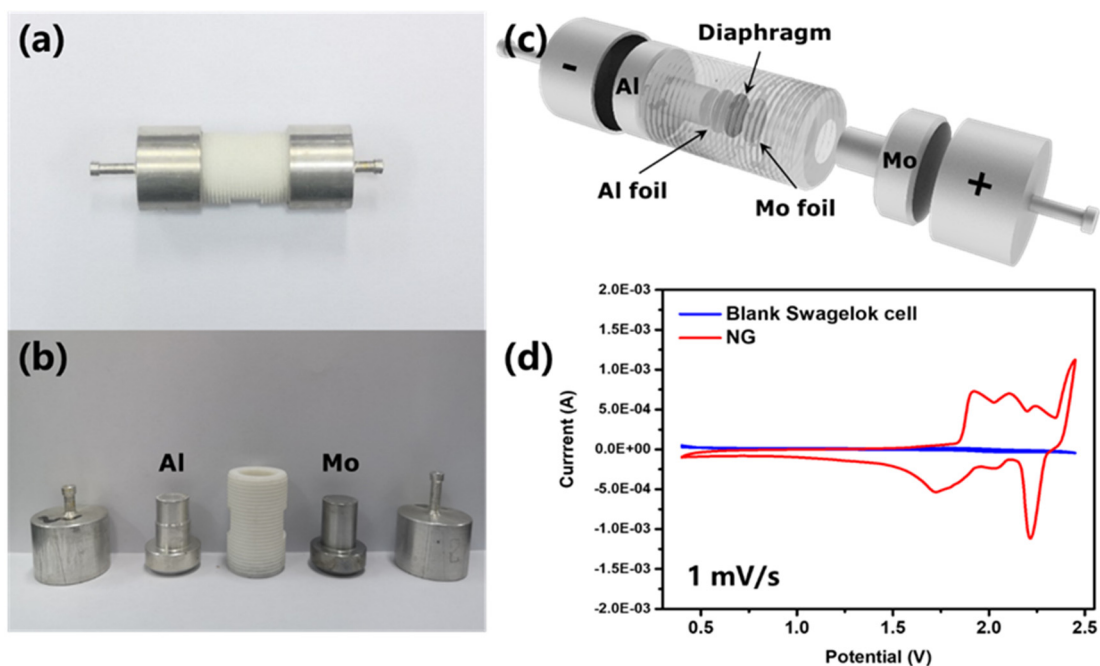 (a)
(b)
Al
Mo
(c)
Diaphragm
-
Al
Al foil
Mo foil
Mo
+
(d)
2.0E-03
1.5E-03
1.0E-03
5.0E-04
0.0E+00
-5.0E-04
-1.0E-03
-1.5E-03
-2.0E-03
Currrent (A)
Blank Swagelok cell
NG
1 mV/s
0.5 1.0 1.5 2.0 2.5
Potential (V)